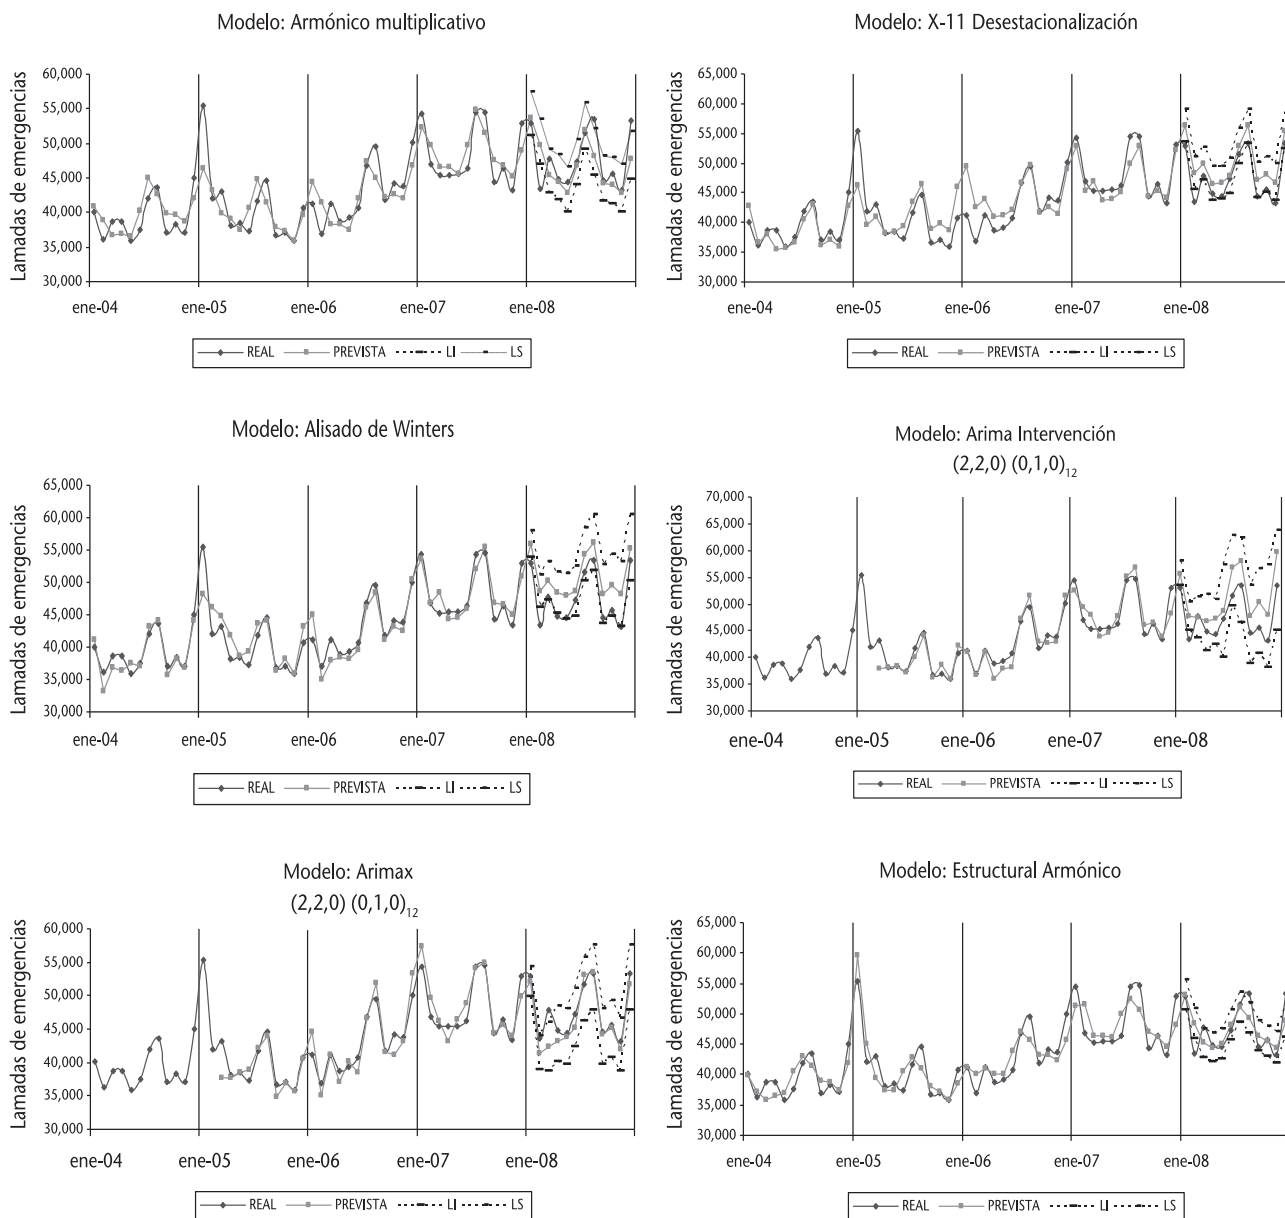 Modelo: Armónico multiplicativo
Lamadas de emergencias
60,000
55,000
50,000
45,000
40,000
35,000
30,000
ene-04 ene-05 ene-06 ene-07 ene-08
REAL PREVISTA LI LS
Modelo: X-11 Desestacionalización
Lamadas de emergencias
65,000
60,000
55,000
50,000
45,000
40,000
35,000
30,000
ene-04 ene-05 ene-06 ene-07 ene-08
REAL PREVISTA LI LS
Modelo: Alisado de Winters
Lamadas de emergencias
65,000
60,000
55,000
50,000
45,000
40,000
35,000
30,000
ene-04 ene-05 ene-06 ene-07 ene-08
REAL PREVISTA LI LS
Modelo: Arima Intervención
(2,2,0) (0,1,0)12
Lamadas de emergencias
70,000
65,000
60,000
55,000
50,000
45,000
40,000
35,000
30,000
ene-04 ene-05 ene-06 ene-07 ene-08
REAL PREVISTA LI LS
Modelo: Arimax
(2,2,0) (0,1,0)12
Lamadas de emergencias
60,000
55,000
50,000
45,000
40,000
35,000
30,000
ene-04 ene-05 ene-06 ene-07 ene-08
REAL PREVISTA LI LS
Modelo: Estructural Armónico
Lamadas de emergencias
65,000
60,000
55,000
50,000
45,000
40,000
35,000
30,000
ene-04 ene-05 ene-06 ene-07 ene-08
REAL PREVISTA LI LS